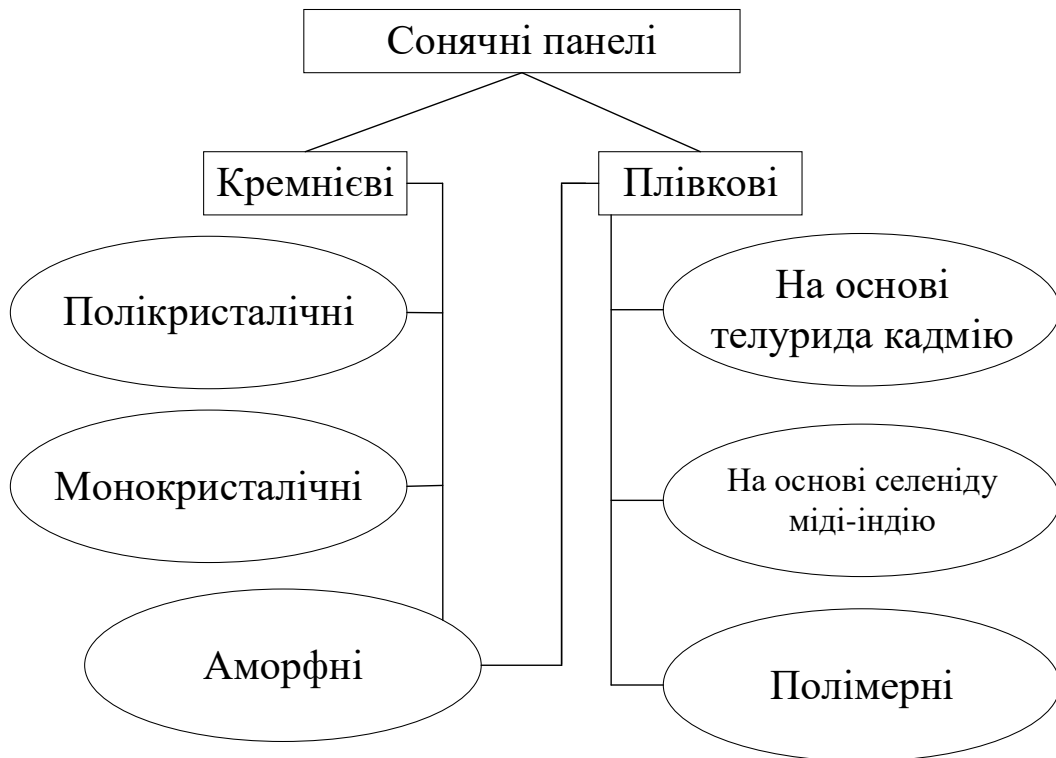 Сонячні панелі
Кремнієві
Плівкові
Полікристалічні
На основі
телурида кадмію
Монокристалічні
На основі селеніду
міді-індію
Аморфні
Полімерні